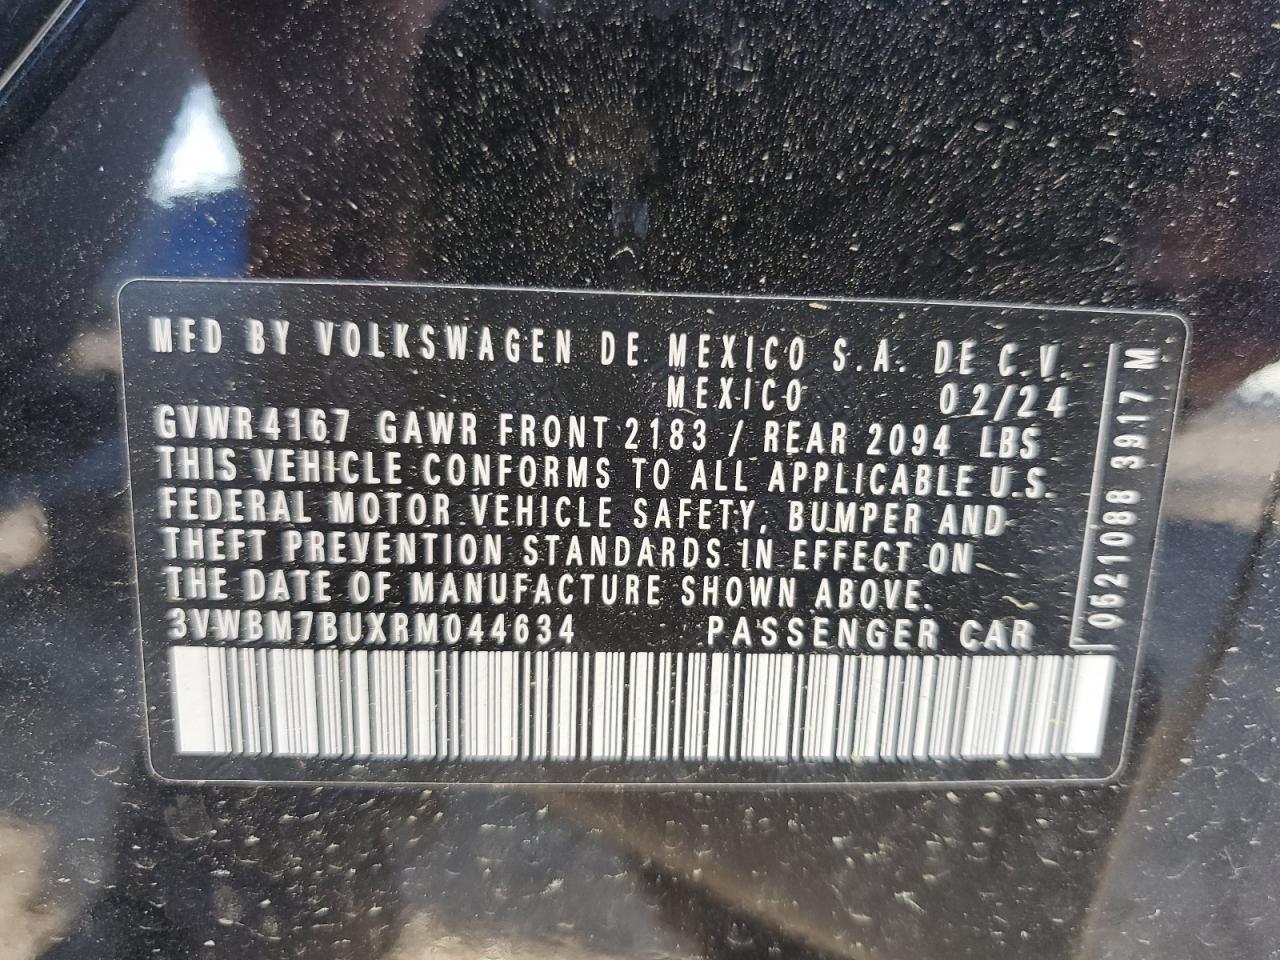 MFD BY VOLKSWAGEN DE MEXICO S.A. DE C.V.
MEXICO 02/24
GVWR 4167 GAWR FRONT 2183 / REAR 2094 LBS
THIS VEHICLE CONFORMS TO ALL APPLICABLE U.S.
FEDERAL MOTOR VEHICLE SAFETY, BUMPER AND
THEFT PREVENTION STANDARDS IN EFFECT ON
THE DATE OF MANUFACTURE SHOWN ABOVE.
3VWBM7BUXRM044634 PASSENGER CAR
0521088 3917 M